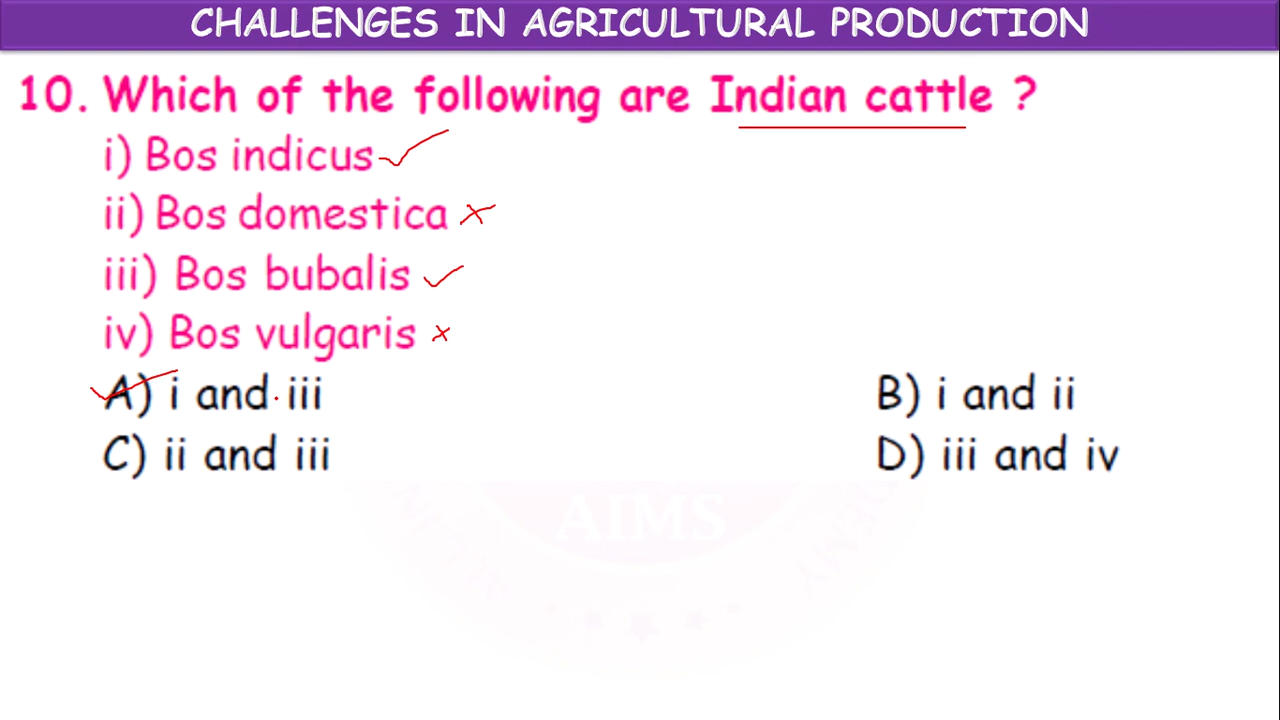 CHALLENGES IN AGRICULTURAL PRODUCTION
10. Which of the following are Indian cattle ?
i) Bos indicus
ii) Bos domestica
iii) Bos bubalis
iv) Bos vulgaris
A) i and iii B) i and ii
C) ii and iii D) iii and iv
AIMS